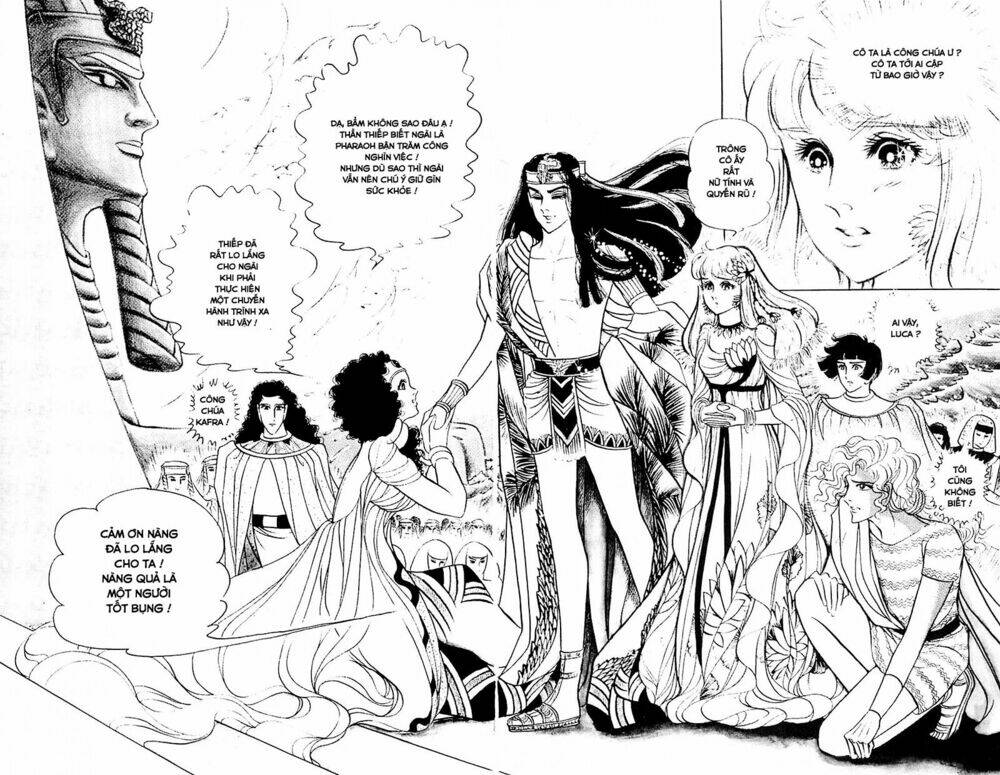 CÔ TA LÀ CÔNG CHÚA Ư ?
CÔ TA TỚI AI CẬP
TỪ BAO GIỜ VẬY ?
TRÔNG
CÔ ẤY
RẤT
NỮ TÍNH VÀ
QUYẾN RŨ !
DẠ, BẨM KHÔNG SAO ĐÂU Ạ !
THẦN THIẾP BIẾT NGÀI LÀ
PHARAOH BẬN TRĂM CÔNG
NGHÌN VIỆC !
NHƯNG DÙ SAO THÌ NGÀI
VẪN NÊN CHÚ Ý GIỮ GÌN
SỨC KHỎE !
THIẾP ĐÃ
RẤT LO LẮNG
CHO NGÀI
KHI PHẢI
THỰC HIỆN
MỘT CHUYẾN
HÀNH TRÌNH XA
NHƯ VẬY !
AI VẬY,
LUCA ?
CÔNG
CHÚA
KAFRA !
TÔI
CŨNG
KHÔNG
BIẾT !
CẢM ƠN NÀNG
ĐÃ LO LẮNG
CHO TA !
NÀNG QUẢ LÀ
MỘT NGƯỜI
TỐT BỤNG !